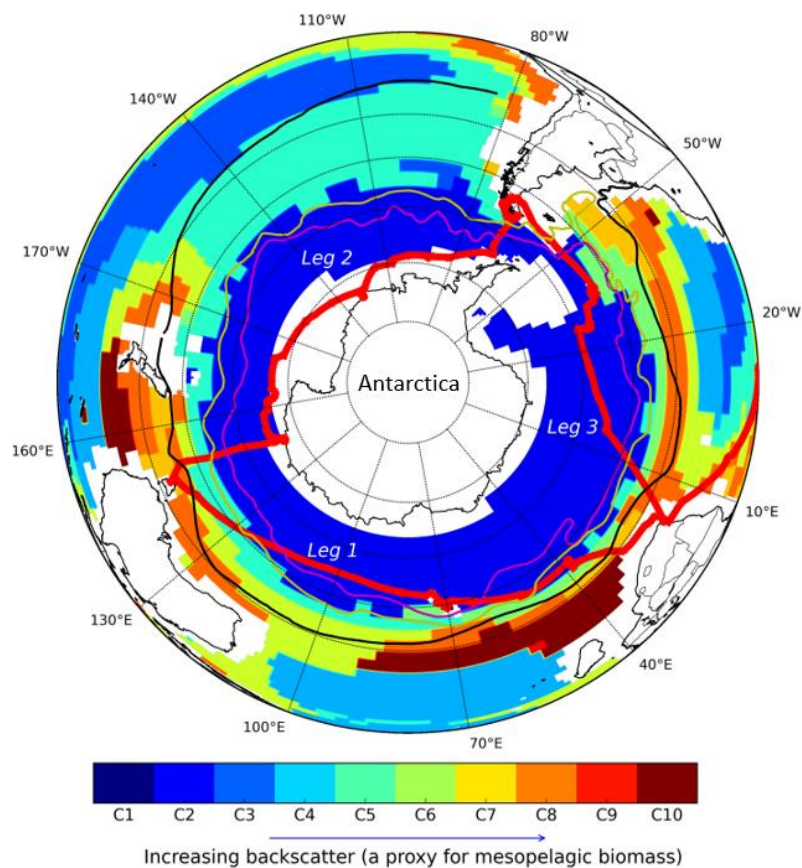 110°W
80°W
140°W
50°W
170°W
Leg 2
20°W
Antarctica
160°E
Leg 3
10°E
Leg 1
130°E
40°E
100°E
70°E
C1 C2 C3 C4 C5 C6 C7 C8 C9 C10
Increasing backscatter (a proxy for mesopelagic biomass)